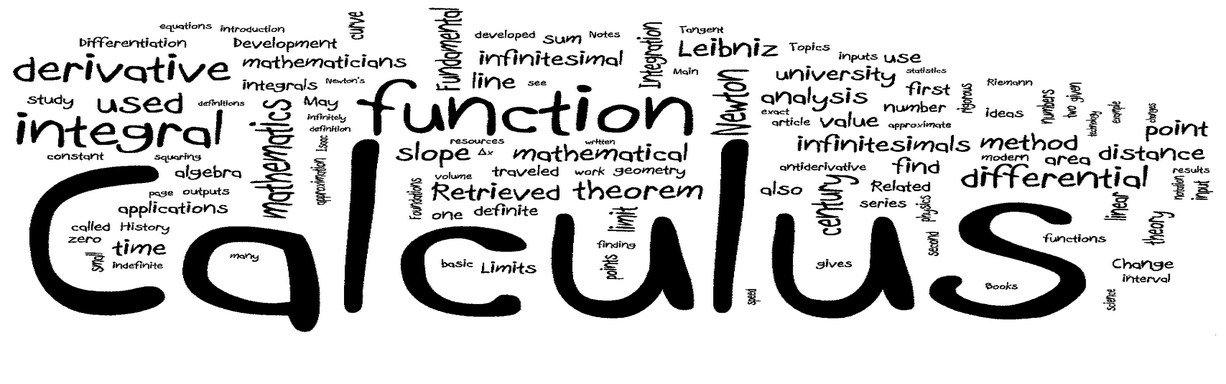 equations introduction curve Fundamental developed sum Notes Integration Tangent
Differentiation Development Leibniz Topics
derivative mathematicians infinitesimal inputs use
integrals Newton's line see Main university statistics
study used definitions May function Newton analysis first rigorous Riemann
integral mathematics infinitely exact number ideas numbers two given technology example changes
definition article value approximate point
constant squaring approximation Isaac resources written infinitesimals method
slope Δx mathematical modern area distance
algebra volume traveled work geometry antiderivative find differential results
page outputs Foundations Retrieved theorem also century Related notation input
applications one definite limit series physics linear
called History theory
zero time small finding second functions
indefinite many basic Limits points gives Change
interval
Calculus
speed Books science